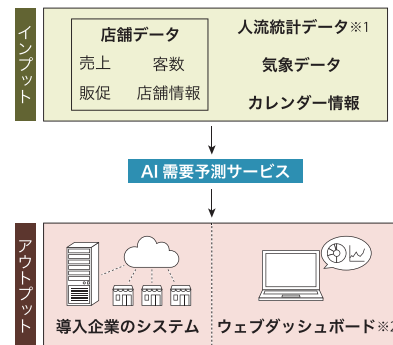 インプット
店舗データ
売上 客数
販促 店舗情報
人流統計データ※1
気象データ
カレンダー情報
AI需要予測サービス
アウトプット
導入企業のシステム
ウェブダッシュボード※2